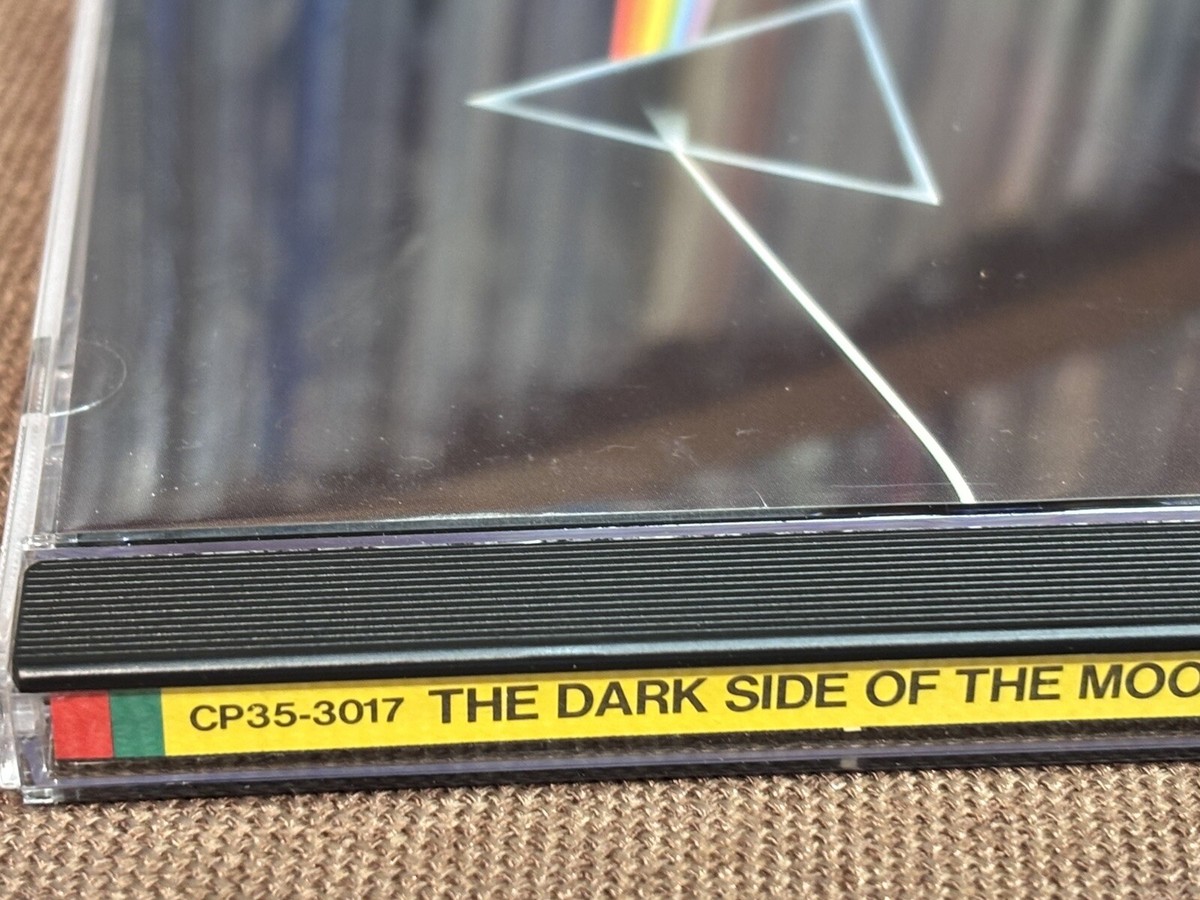 CP35-3017 THE DARK SIDE OF THE MOO